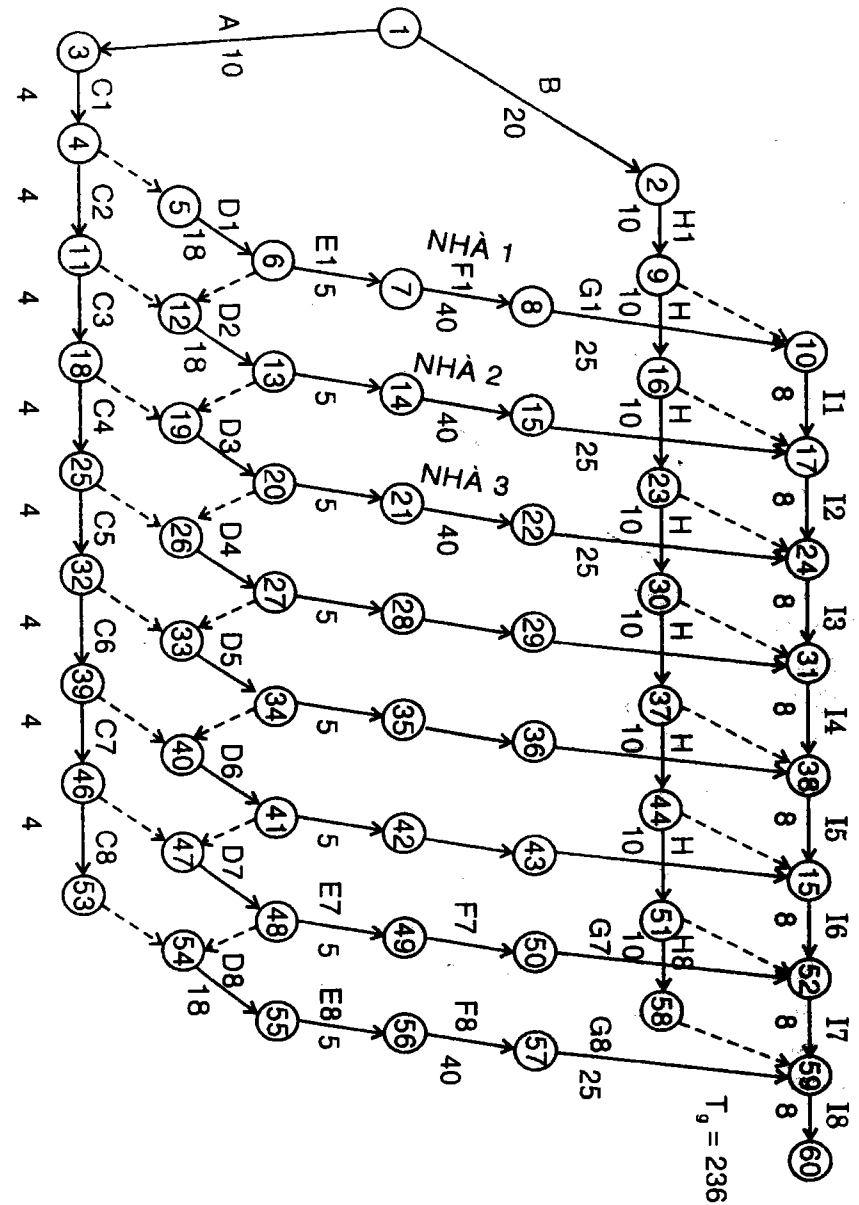 1
A 10
B 20
3 C1 4 C2 11 C3 18 C4 25 C5 32 C6 39 C7 46 C8 53
4 4 4 4 4 4 4 4
2 H1 9 H 16 H 23 H 30 H 37 H 44 H 51 H8 58
10 10 10 10 10 10 10 10
NHÀ 1
5 D1 6 E1 7 F1 8 G1 10
18 5 40 25
NHÀ 2
12 D2 13 14 15 17
18 5 40 25
NHÀ 3
19 D3 20 21 22 24
5 40 25
26 D4 27 28 29 31
5
33 D5 34 35 36 38
5
40 D6 41 42 43 15
5
47 D7 48 E7 49 F7 50 G7 52
5
54 D8 55 E8 56 F8 57 G8 59
18 5 40 25
I1 I2 I3 I4 I5 I6 I7 I8 60
8 8 8 8 8 8 8 8
Tg = 236